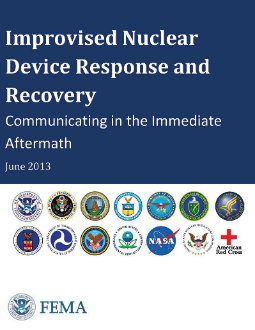 Improvised Nuclear
Device Response and
Recovery
Communicating in the Immediate
Aftermath
June 2013
NASA
American
Red Cross
FEMA